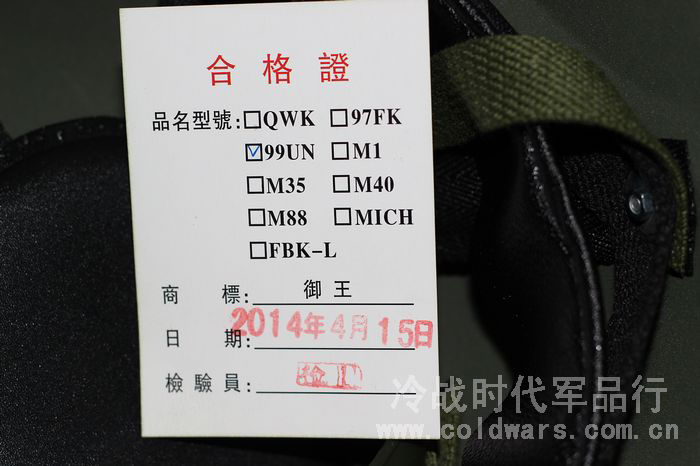 合格證
品名型號:□QWK □97FK
☑99UN □M1
□M35 □M40
□M88 □MICH
□FBK-L
商標:御王
日期:2014年4月15日
檢驗員:
冷战时代军品行
www.coldwars.com.cn